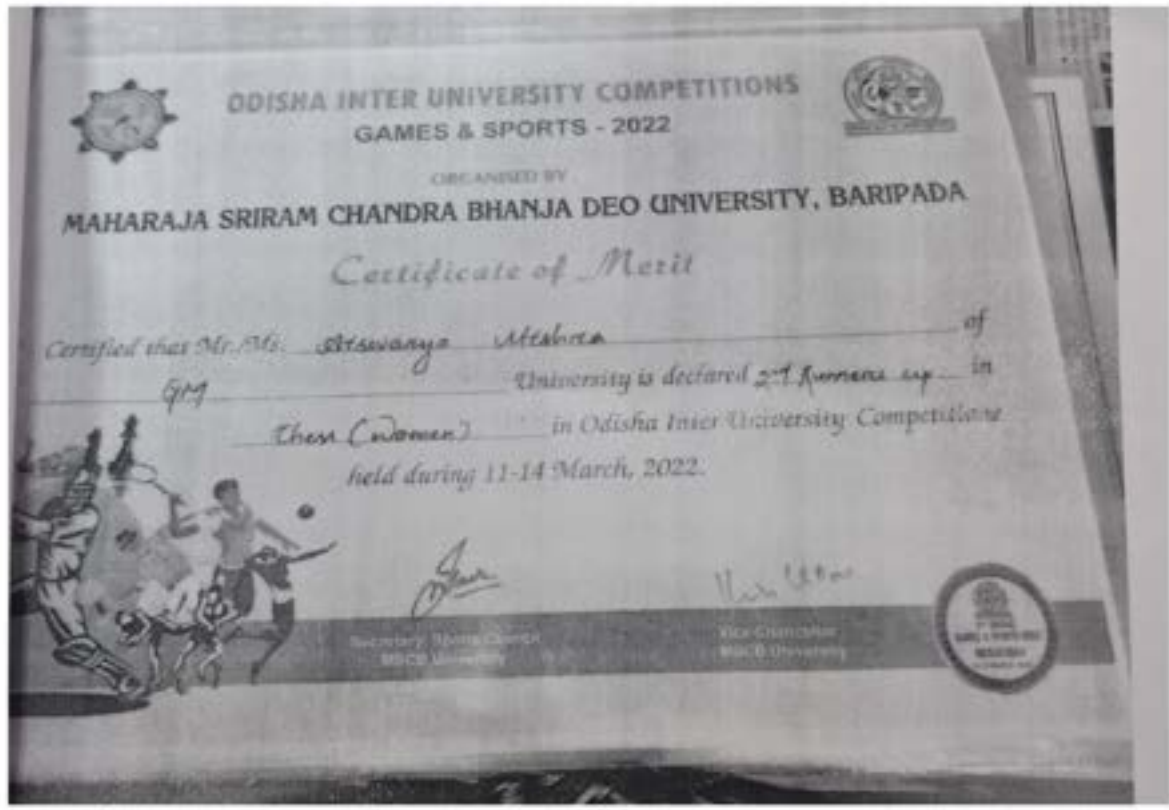 ODISHA INTER UNIVERSITY COMPETITIONS
GAMES & SPORTS - 2022
ORGANISED BY
MAHARAJA SRIRAM CHANDRA BHANJA DEO UNIVERSITY, BARIPADA
Certificate of Merit
Certified that Mr./Ms. of
GM University is declared 2nd Runners up in
Chess (Women) in Odisha Inter University Competitions
held during 11-14 March, 2022.
Secretary, Sports Council Vice-Chancellor
MSCB University MSCB University